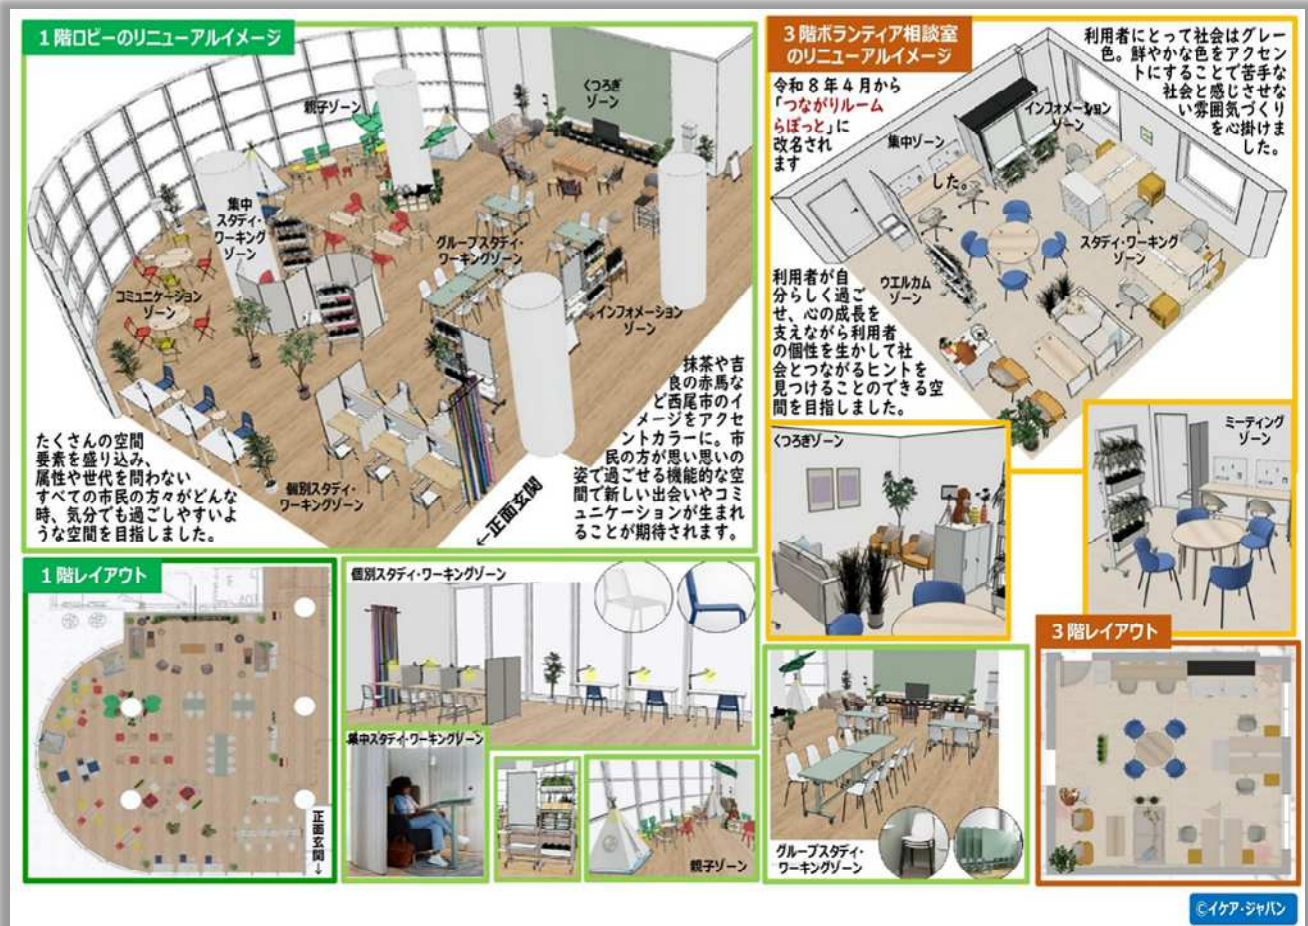 1階ロビーのリニューアルイメージ
親子ゾーン
くつろぎ
ゾーン
集中
スタディ・
ワーキング
ゾーン
グループスタディ・
ワーキングゾーン
コミュニケーション
ゾーン
インフォメーション
ゾーン
個別スタディ・
ワーキングゾーン
たくさんの空間
要素を盛り込み、
属性や世代を問わない
すべての市民の方々がどんな
時、気分でも過ごしやすいよ
うな空間を目指しました。
抹茶や吉
良の赤馬な
ど西尾市のイ
メージをアクセ
ントカラーに。市
民の方が思い思いの
姿で過ごせる機能的な空
間で新しい出会いやコミ
ュニケーションが生まれ
ることが期待されます。
←正面玄関
3階ボランティア相談室
のリニューアルイメージ
令和8年4月から
「つながりルーム
らぽっと」に
改名され
ます
利用者にとって社会はグレー
色。鮮やかな色をアクセン
トにすることで苦手な
社会と感じさせな
い雰囲気づくり
を心掛けま
した。
集中ゾーン
インフォメーション
ゾーン
した。
スタディ・ワーキング
ゾーン
ウエルカム
ゾーン
利用者が自
分らしく過ご
せ、心の成長を
支えながら利用者
の個性を生かして社
会とつながるヒントを
見つけることのできる空
間を目指しました。
くつろぎゾーン
ミーティング
ゾーン
1階レイアウト
正面玄関→
個別スタディ・ワーキングゾーン
集中スタディ・ワーキングゾーン
親子ゾーン
グループスタディ・
ワーキングゾーン
3階レイアウト
©イケア・ジャパン